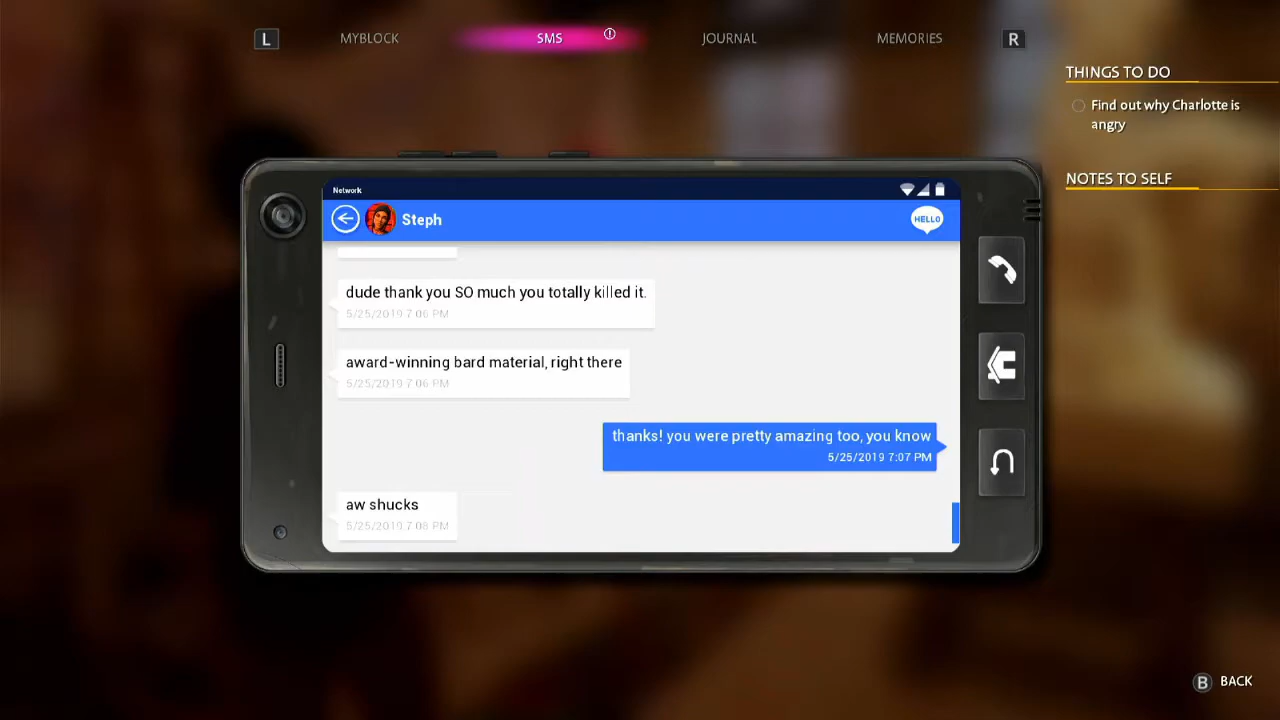 L
MYBLOCK
SMS
JOURNAL
MEMORIES
R
THINGS TO DO
Find out why Charlotte is
angry
NOTES TO SELF
Network
Steph
HELLO
dude thank you SO much you totally killed it.
5/25/2019 7:06 PM
award-winning bard material, right there
5/25/2019 7:06 PM
thanks! you were pretty amazing too, you know
5/25/2019 7:07 PM
aw shucks
5/25/2019 7:08 PM
B BACK